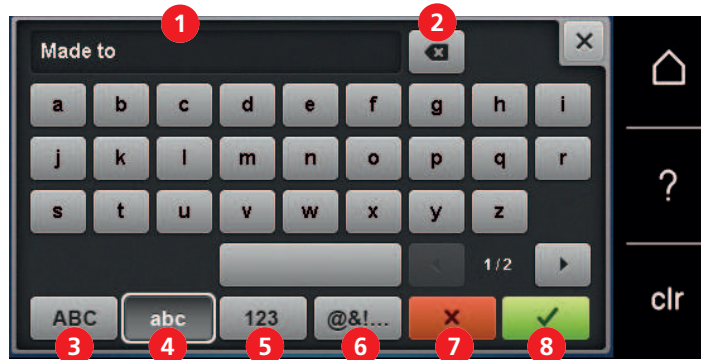 1 2
Made to
a b c d e f g h i
j k l m n o p q r
?
s t u v w x y z
1/2
clr
ABC abc 123 @&!...
3 4 5 6 7 8